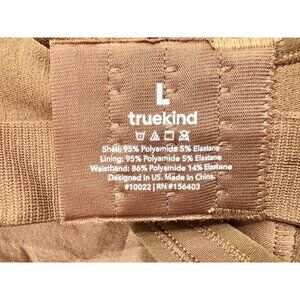 L
truekind
Shell: 95% Polyamide 5% Elastane
Lining: 95% Polyamide 5% Elastane
Waistband: 86% Polyamide 14% Elastane
Designed in US. Made in China.
#10022 | RN #156403